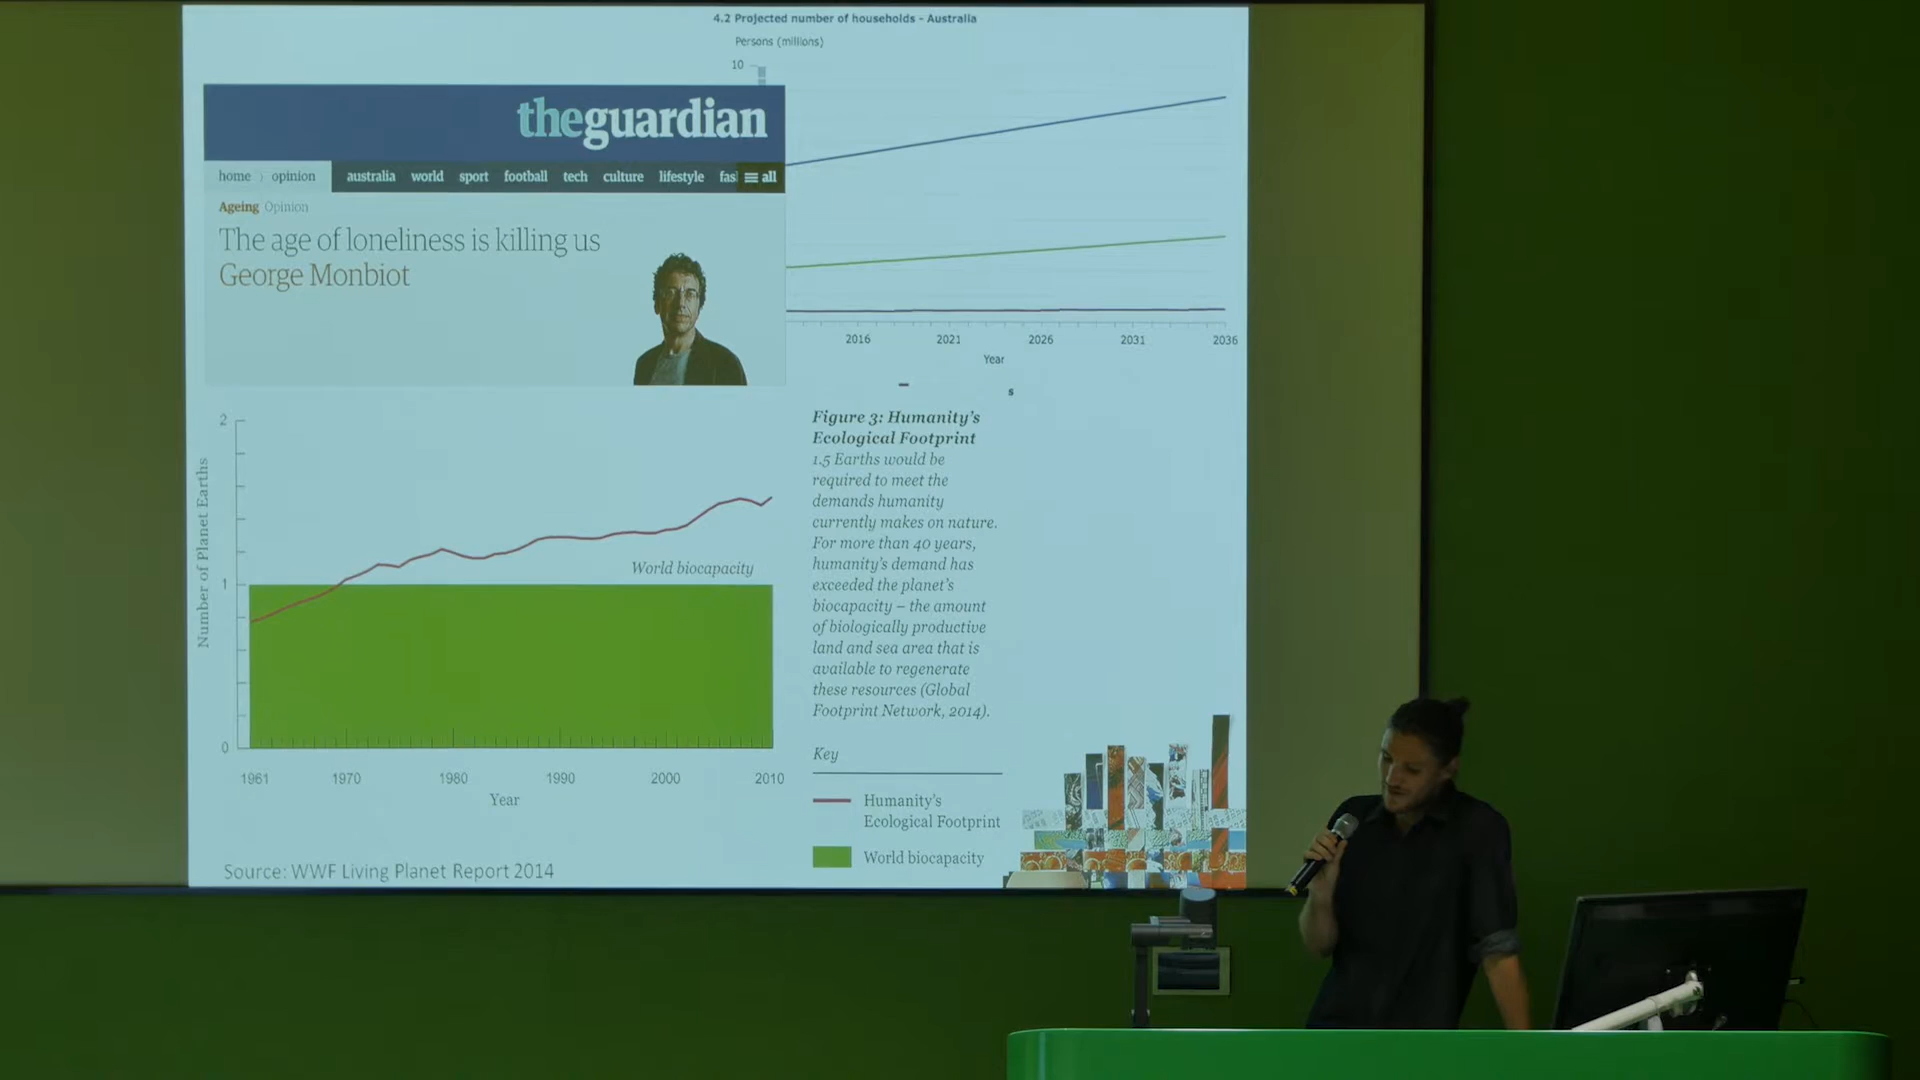 4.2 Projected number of households - Australia
Persons (millions)
10
theguardian
home opinion australia world sport football tech culture lifestyle fas all
Ageing Opinion
The age of loneliness is killing us
George Monbiot
2016 2021 2026 2031 2036
Year
s
2
1
0
Number of Planet Earths
World biocapacity
1961 1970 1980 1990 2000 2010
Year
Figure 3: Humanity's
Ecological Footprint
1.5 Earths would be
required to meet the
demands humanity
currently makes on nature.
For more than 40 years,
humanity's demand has
exceeded the planet's
biocapacity – the amount
of biologically productive
land and sea area that is
available to regenerate
these resources (Global
Footprint Network, 2014).
Key
Humanity's
Ecological Footprint
World biocapacity
Source: WWF Living Planet Report 2014